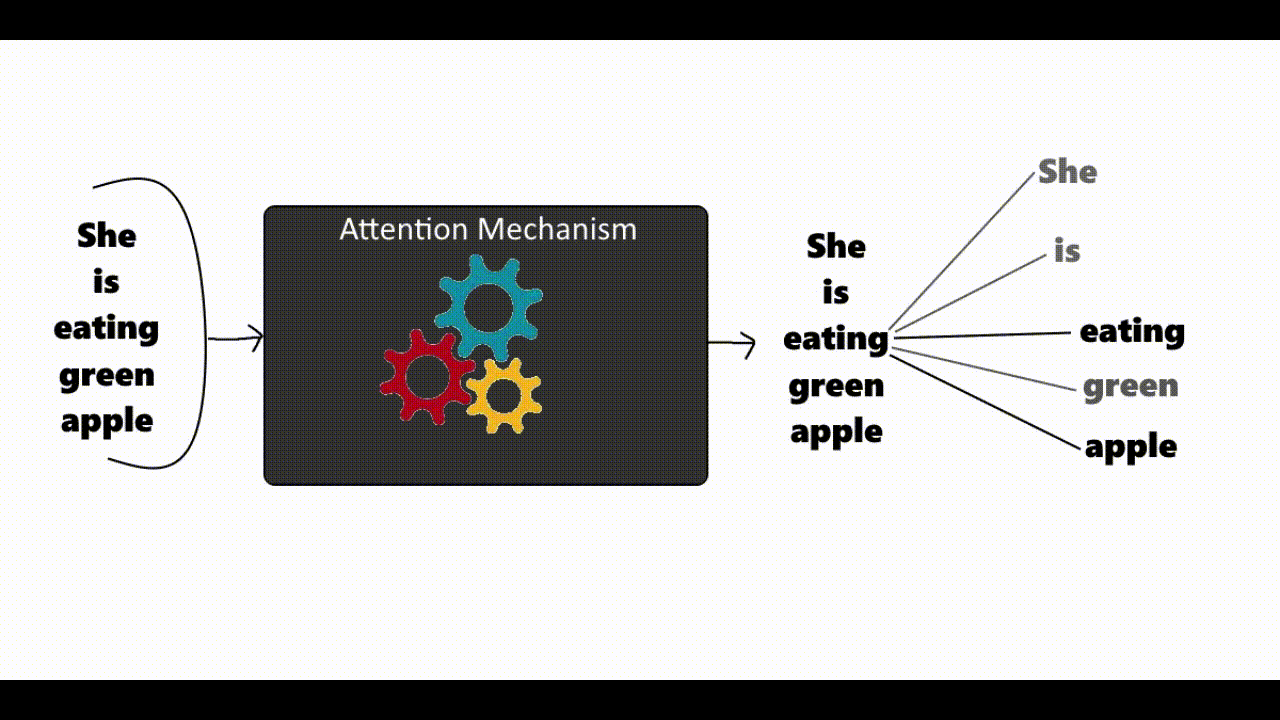 She
is
eating
green
apple
Attention Mechanism
She
is
eating
green
apple
She
is
eating
green
apple